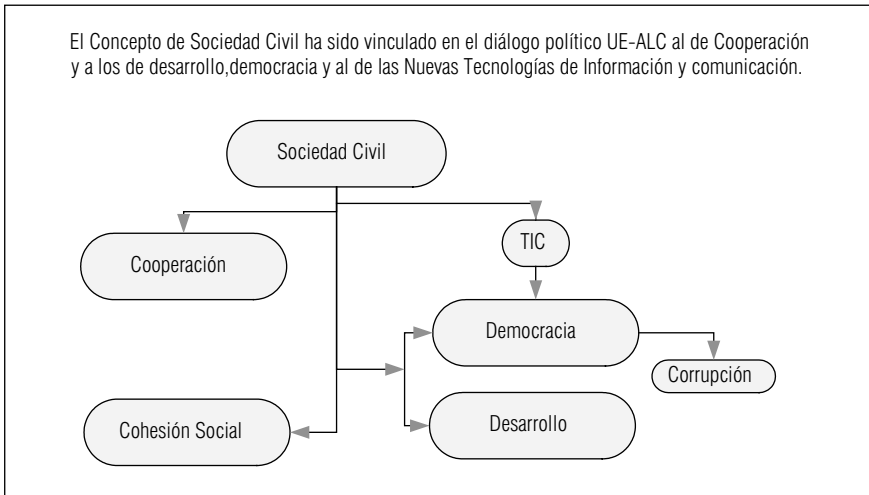 El Concepto de Sociedad Civil ha sido vinculado en el diálogo político UE-ALC al de Cooperación
y a los de desarrollo,democracia y al de las Nuevas Tecnologías de Información y comunicación.
Sociedad Civil
TIC
Cooperación
Democracia
Corrupción
Cohesión Social
Desarrollo